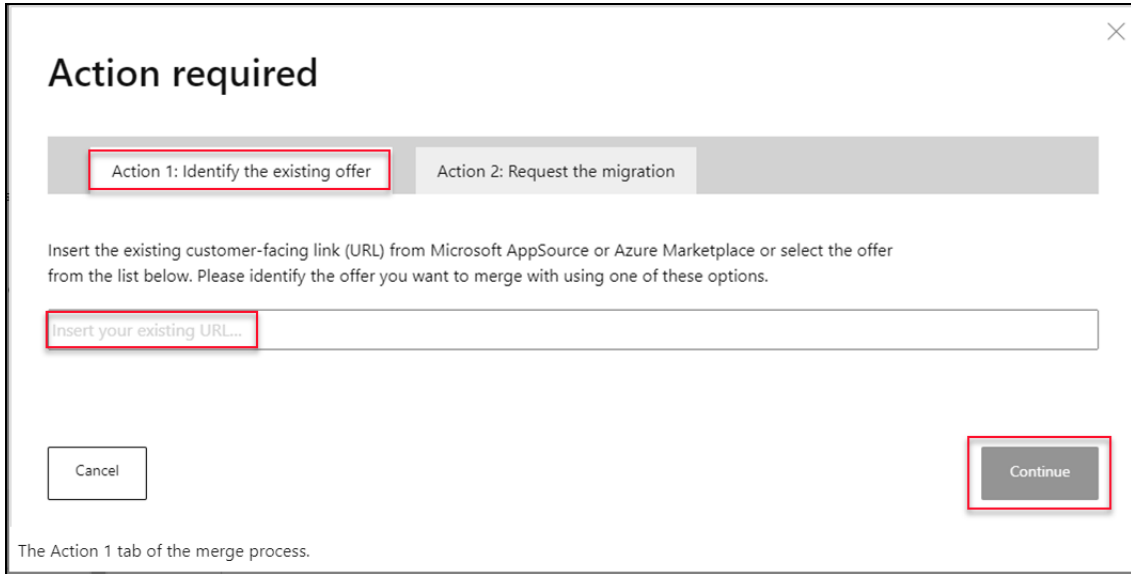 Action required
Action 1: Identify the existing offer
Action 2: Request the migration
Insert the existing customer-facing link (URL) from Microsoft AppSource or Azure Marketplace or select the offer
from the list below. Please identify the offer you want to merge with using one of these options.
Insert your existing URL...
Cancel
Continue
The Action 1 tab of the merge process.